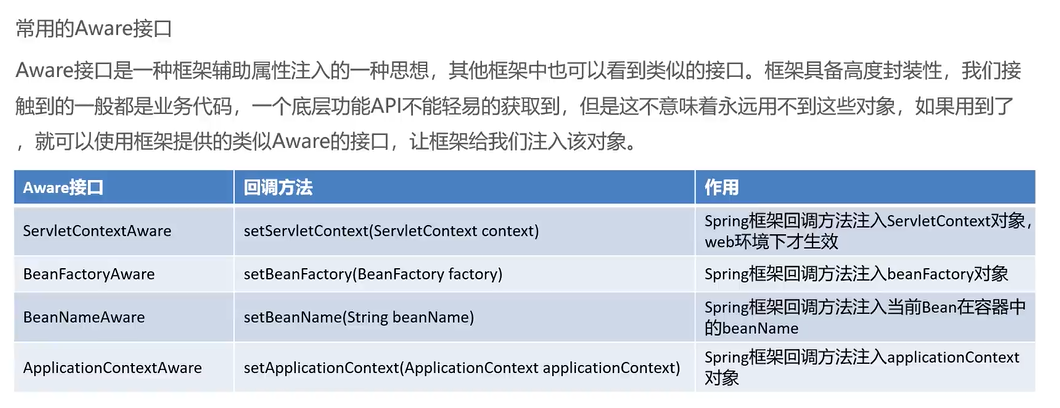 常用的Aware接口
Aware接口是一种框架辅助属性注入的一种思想，其他框架中也可以看到类似的接口。框架具备高度封装性，我们接
触到的一般都是业务代码，一个底层功能API不能轻易的获取到，但是这不意味着永远用不到这些对象，如果用到了
，就可以使用框架提供的类似Aware的接口，让框架给我们注入该对象。
Aware接口 回调方法 作用
ServletContextAware setServletContext(ServletContext context) Spring框架回调方法注入ServletContext对象，
web环境下才生效
BeanFactoryAware setBeanFactory(BeanFactory factory) Spring框架回调方法注入beanFactory对象
BeanNameAware setBeanName(String beanName) Spring框架回调方法注入当前Bean在容器中
的beanName
ApplicationContextAware setApplicationContext(ApplicationContext applicationContext) Spring框架回调方法注入applicationContext
对象